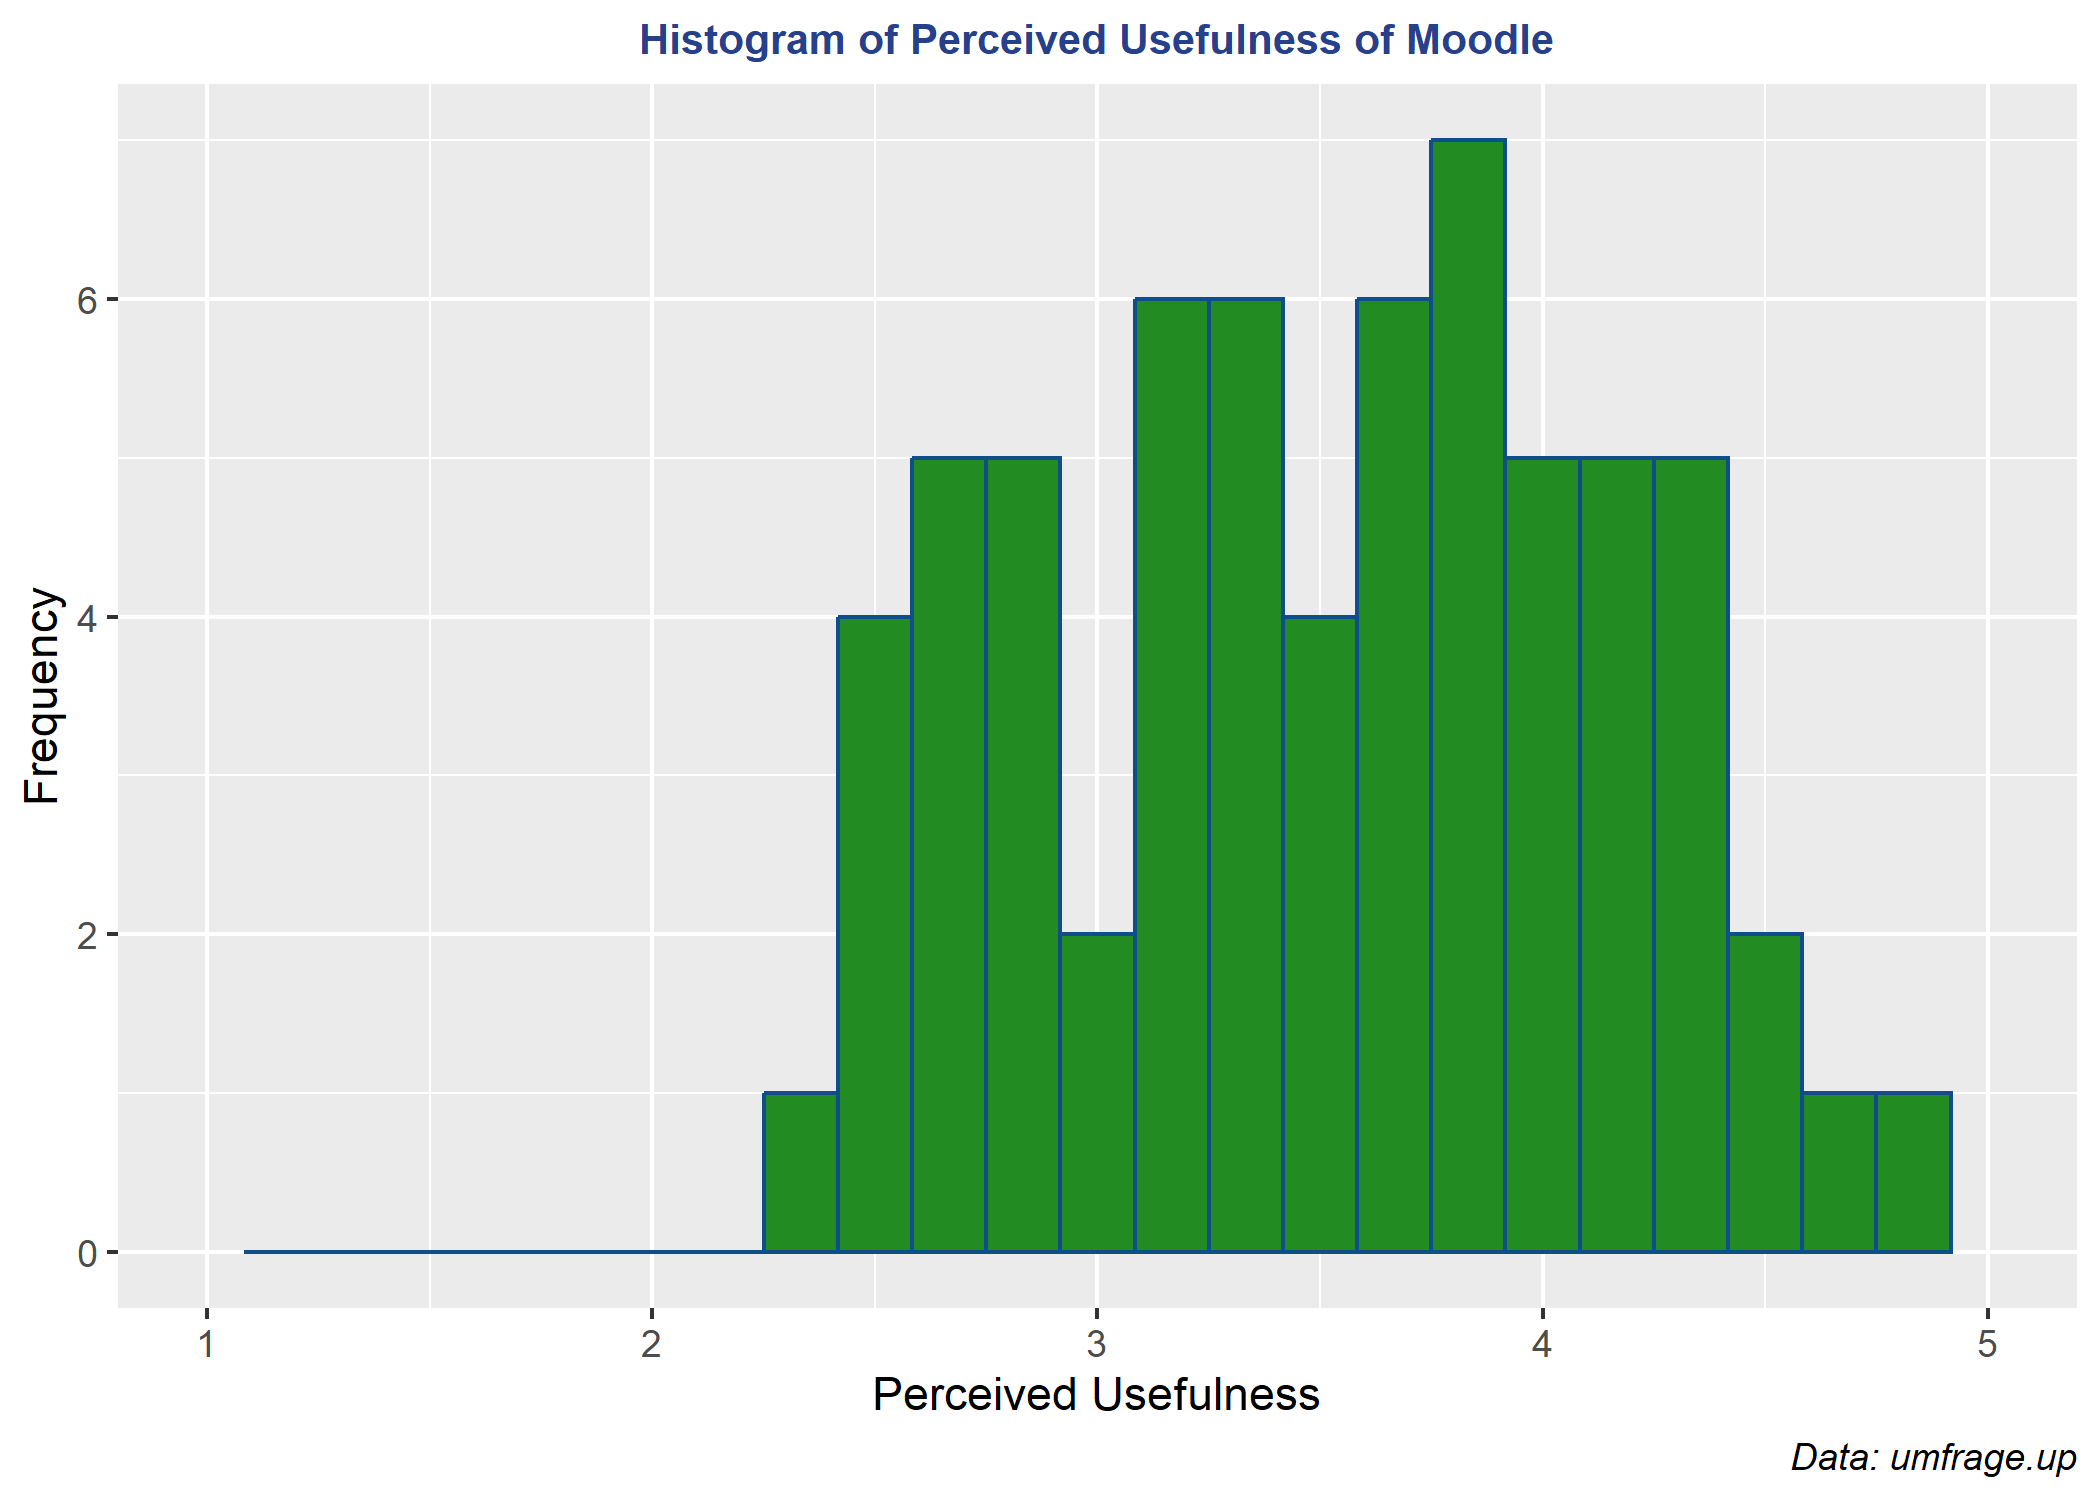 Histogram of Perceived Usefulness of Moodle
Frequency
6
4
2
0
1 2 3 4 5
Perceived Usefulness
Data: umfrage.up